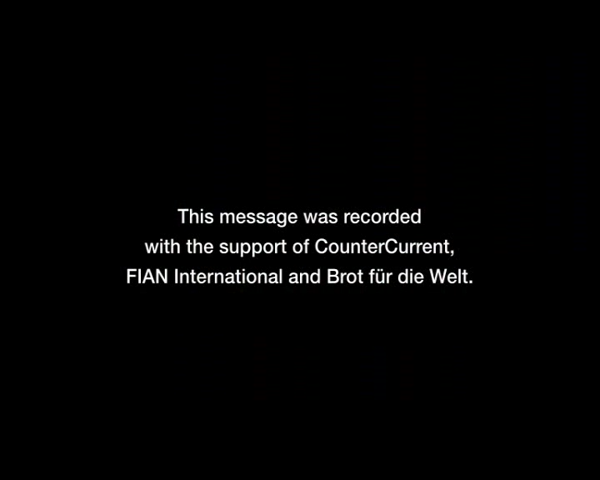 This message was recorded
with the support of CounterCurrent,
FIAN International and Brot für die Welt.